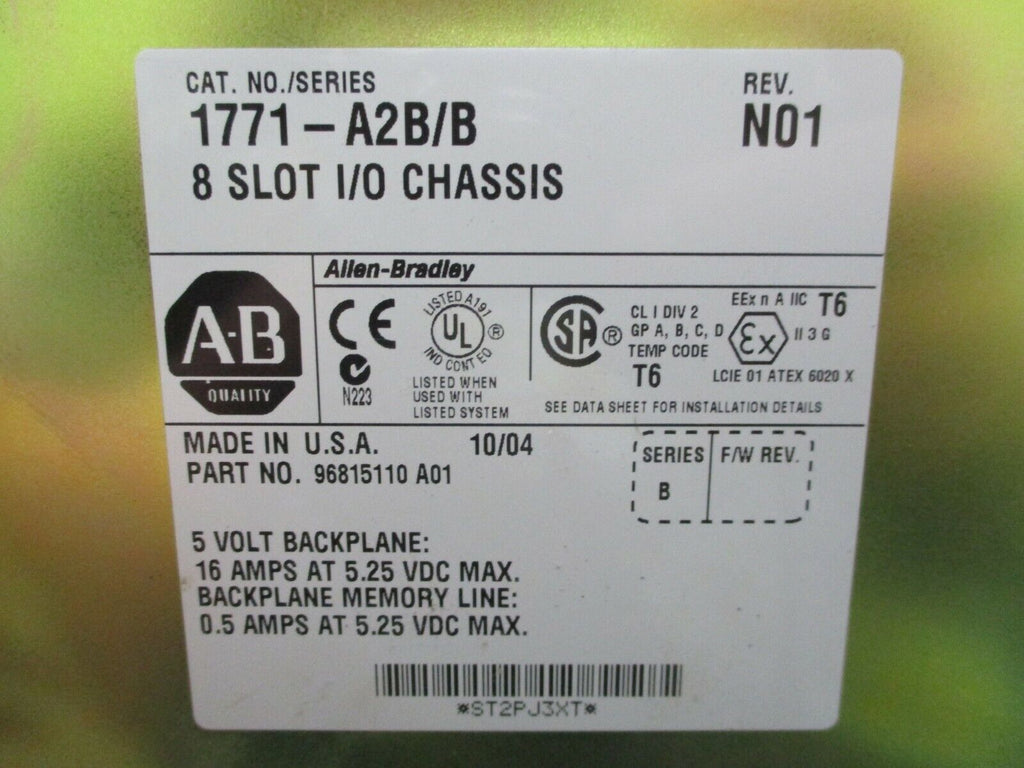 CAT. NO./SERIES
REV.
1771-A2B/B
N01
8 SLOT I/O CHASSIS
Allen-Bradley
A-B
QUALITY
CE
N223
LISTED A191
UL ®
IND CONT EQ
LISTED WHEN
USED WITH
LISTED SYSTEM
SA ®
CL I DIV 2
GP A, B, C, D
TEMP CODE
T6
EEx n A IIC T6
Ex II 3 G
LCIE 01 ATEX 6020 X
SEE DATA SHEET FOR INSTALLATION DETAILS
MADE IN U.S.A. 10/04
PART NO. 96815110 A01
SERIES F/W REV.
B
5 VOLT BACKPLANE:
16 AMPS AT 5.25 VDC MAX.
BACKPLANE MEMORY LINE:
0.5 AMPS AT 5.25 VDC MAX.
*ST2PJ3XT*